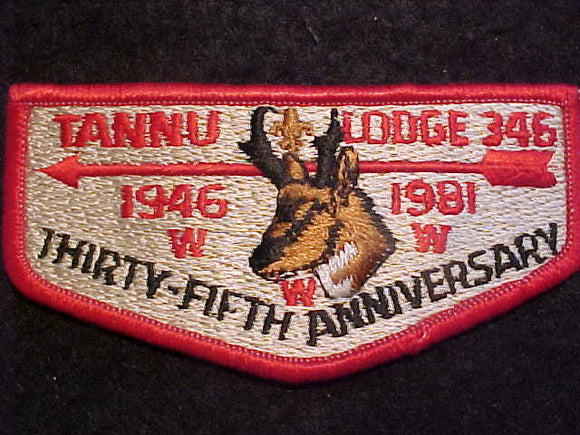 TANNU LODGE 346
1946 1981
W W W
THIRTY-FIFTH ANNIVERSARY